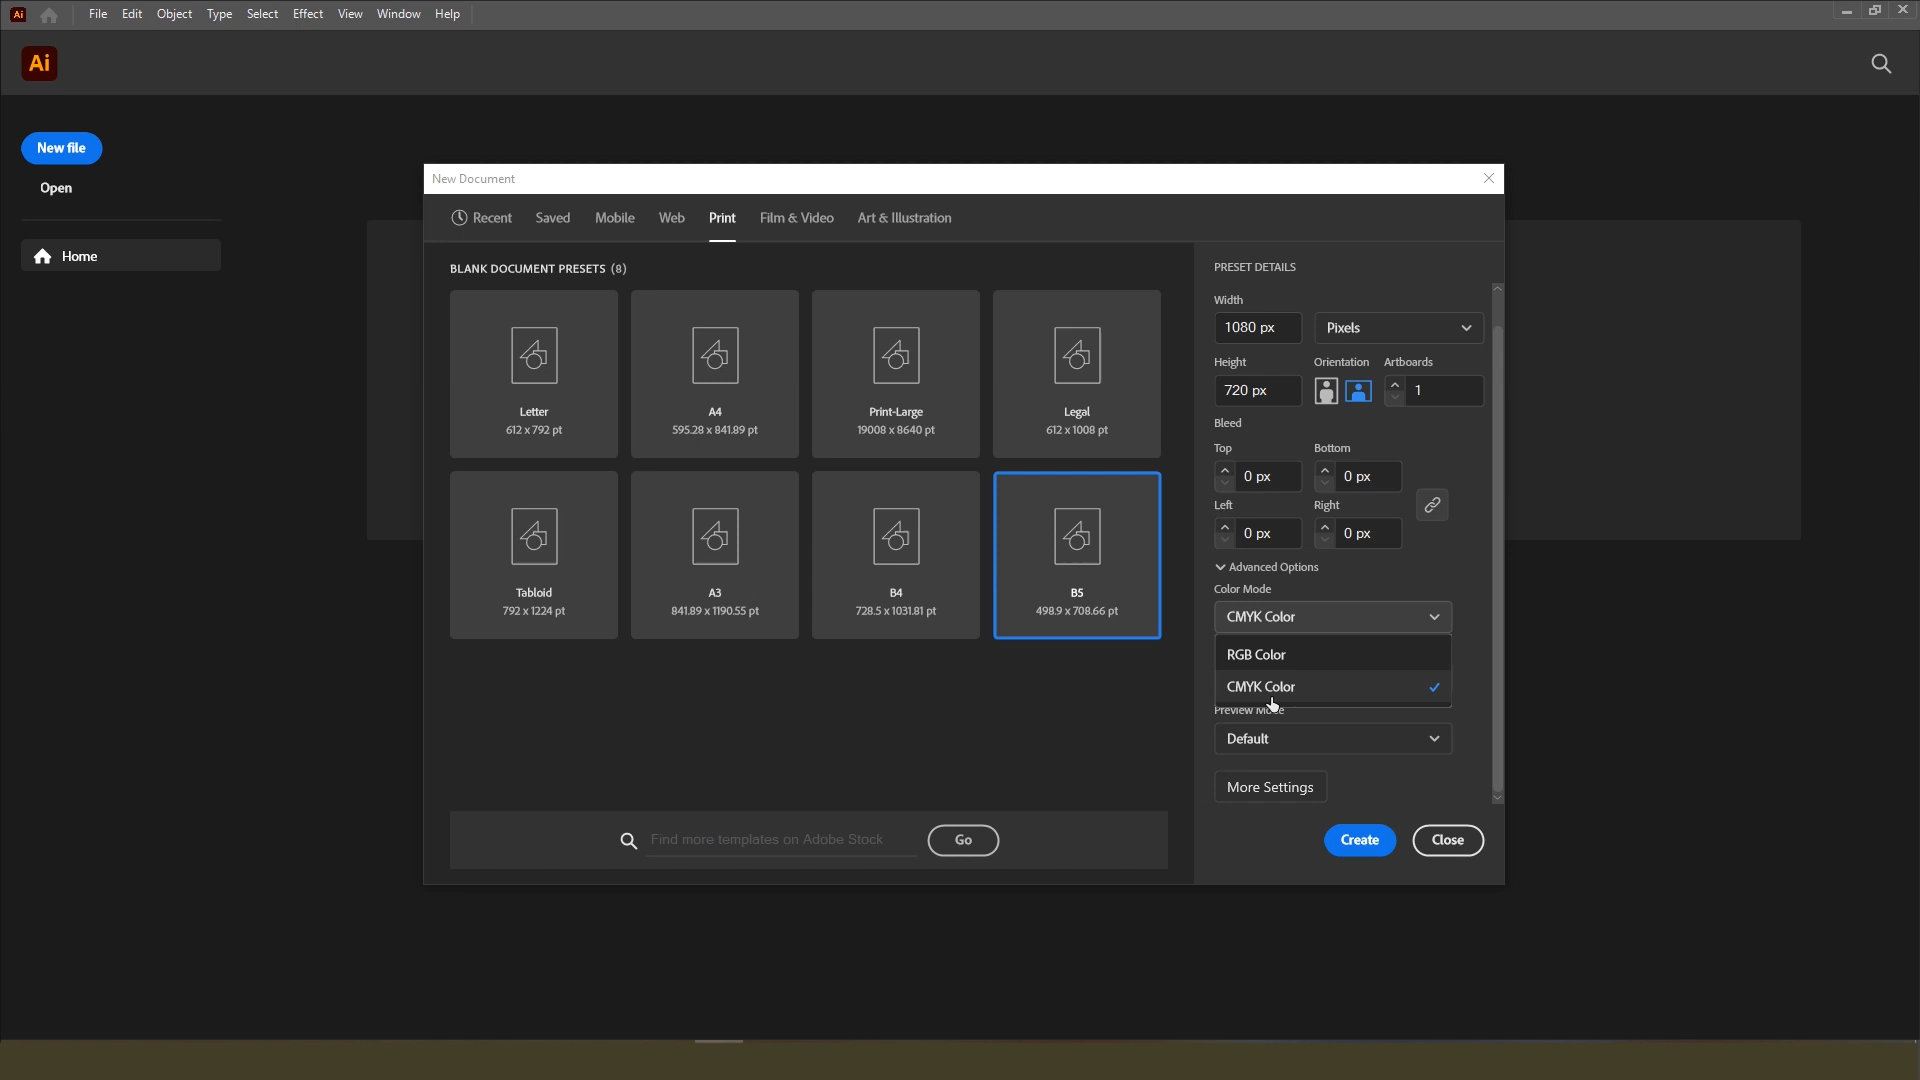 Ai File Edit Object Type Select Effect View Window Help
Ai
New file
Open
Home
New Document
Recent Saved Mobile Web Print Film & Video Art & Illustration
BLANK DOCUMENT PRESETS (8)
Letter
612 x 792 pt
A4
595.28 x 841.89 pt
Print-Large
19008 x 8640 pt
Legal
612 x 1008 pt
Tabloid
792 x 1224 pt
A3
841.89 x 1190.55 pt
B4
728.5 x 1031.81 pt
B5
498.9 x 708.66 pt
Find more templates on Adobe Stock Go
PRESET DETAILS
Width
1080 px Pixels
Height Orientation Artboards
720 px 1
Bleed
Top Bottom
0 px 0 px
Left Right
0 px 0 px
Advanced Options
Color Mode
CMYK Color
RGB Color
CMYK Color
Preview Mode
Default
More Settings
Create Close